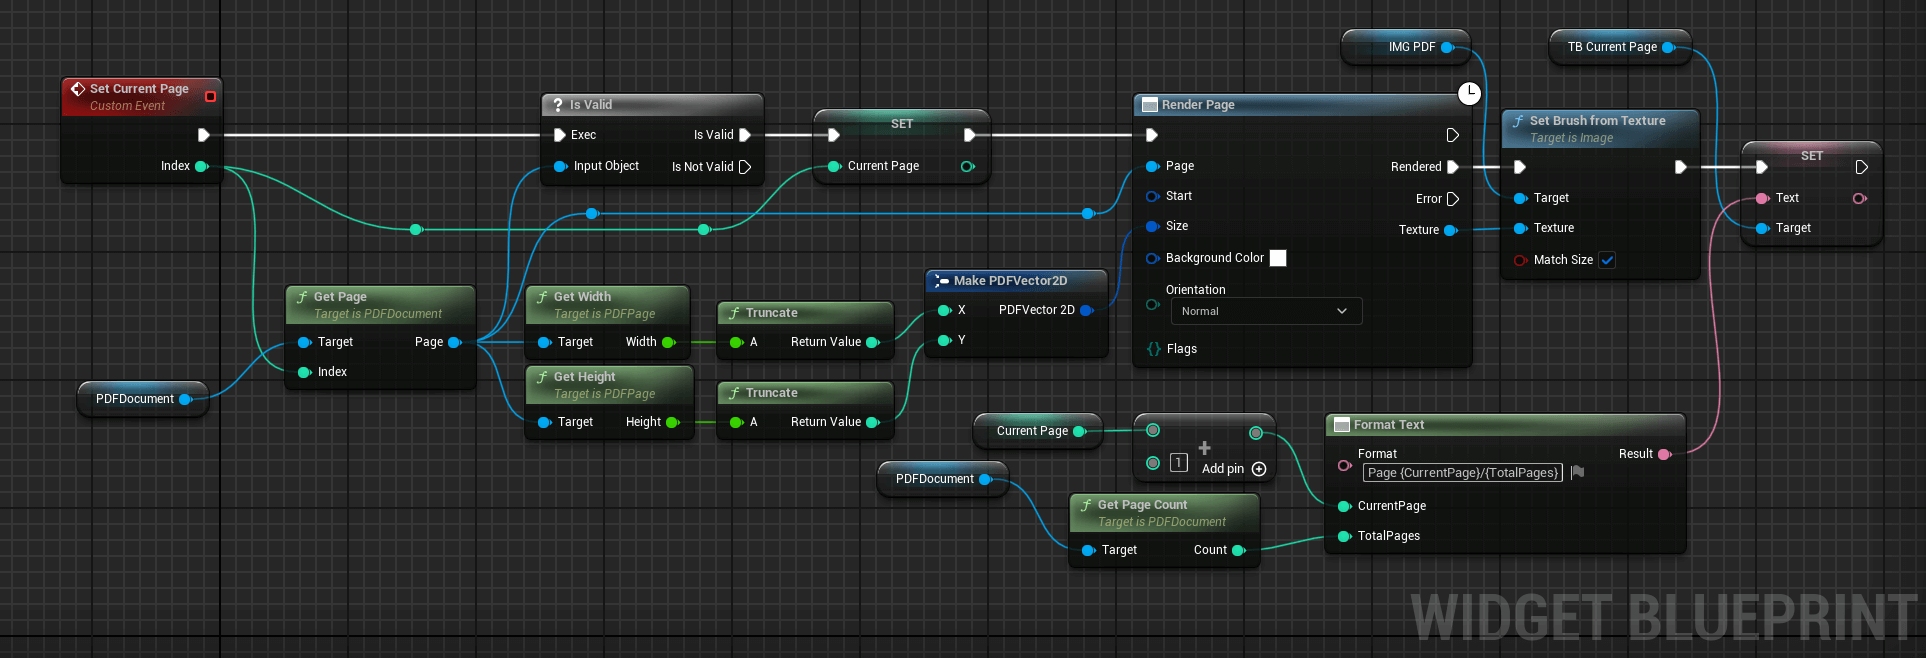 Set Current Page
Custom Event
Index
? Is Valid
Exec
Is Valid
Input Object
Is Not Valid
SET
Current Page
IMG PDF
TB Current Page
Render Page
Page
Rendered
Start
Error
Size
Texture
Background Color
Orientation
Normal
{} Flags
f Set Brush from Texture
Target is Image
Target
Texture
Match Size
SET
Text
Target
f Get Page
Target is PDFDocument
Target
Page
Index
PDFDocument
f Get Width
Target is PDFPage
Target
Width
f Truncate
A
Return Value
f Get Height
Target is PDFPage
Target
Height
f Truncate
A
Return Value
Make PDFVector2D
X
PDFVector 2D
Y
Current Page
1
+
Add pin
PDFDocument
f Get Page Count
Target is PDFDocument
Target
Count
Format Text
Format
Result
Page {CurrentPage}/{TotalPages}
CurrentPage
TotalPages
WIDGET BLUEPRINT